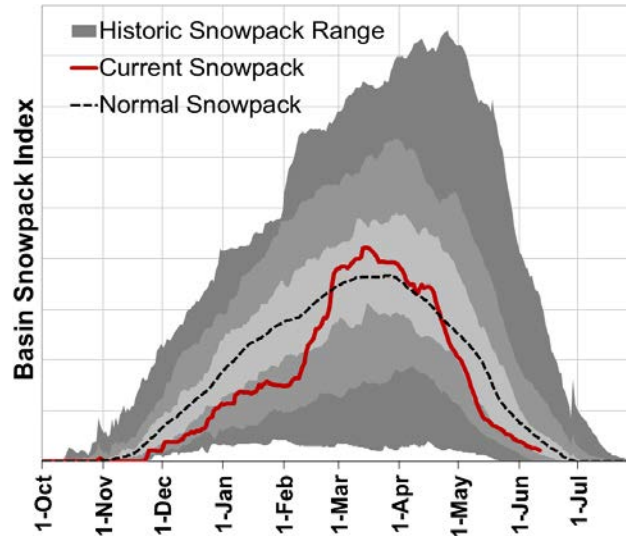 Historic Snowpack Range
Current Snowpack
Normal Snowpack
Basin Snowpack Index
1-Oct
1-Nov
1-Dec
1-Jan
1-Feb
1-Mar
1-Apr
1-May
1-Jun
1-Jul